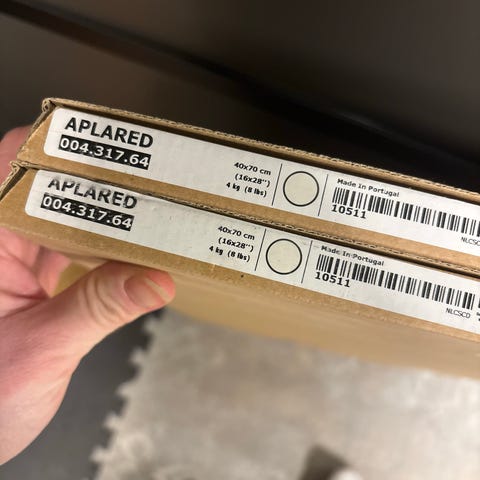 APLARED
004.317.64
40x70 cm
(16x28")
4 kg (8 lbs)
Made In Portugal
10511
NLCSC
APLARED
004.317.64
40x70 cm
(16x28")
4 kg (8 lbs)
Made In Portugal
10511
NLCSCD